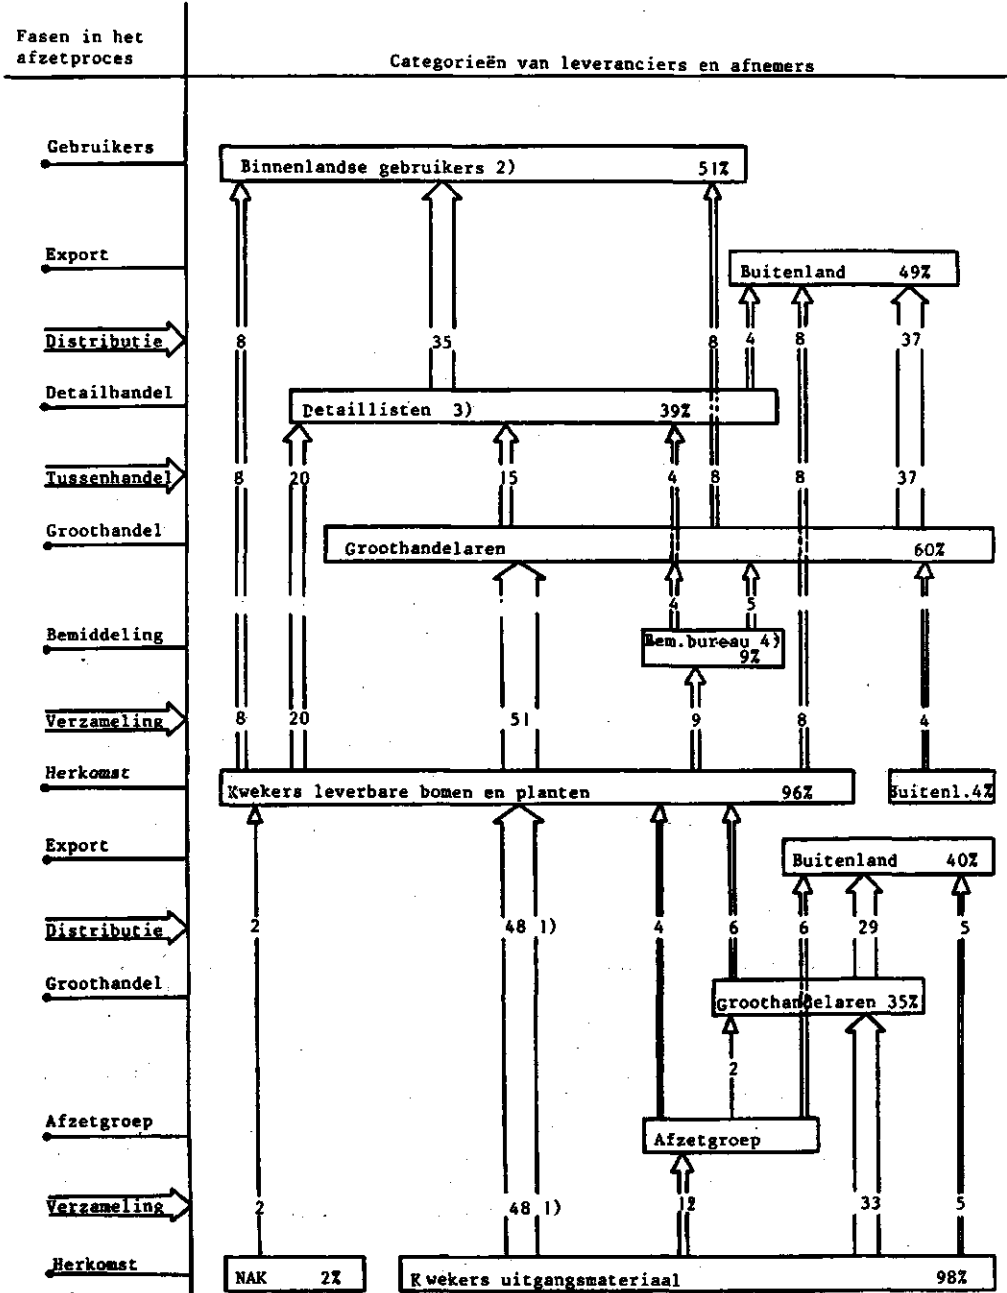 Fasen in het
afzetproces
Categorieën van leveranciers en afnemers
Gebruikers
Binnenlandse gebruikers 2) 51%
Export
Buitenland 49%
Distributie 8 35 8 4 8 37
Detailhandel
Detaillisten 3) 39%
Tussenhandel 8 20 15 4 8 8 37
Groothandel
Groothandelaren 60%
4 5
Bemiddeling
Bem.bureau 4)
9%
Verzameling 8 20 51 9 8 4
Herkomst
Kwekers leverbare bomen en planten 96%
Buitenl.4%
Export
Buitenland 40%
Distributie 2 48 1) 4 6 6 29 5
Groothandel
Groothandelaren 35%
2
Afzetgroep
Afzetgroep
Verzameling 2 48 1) 12 33 5
Herkomst
NAK 2%
Kwekers uitgangsmateriaal 98%